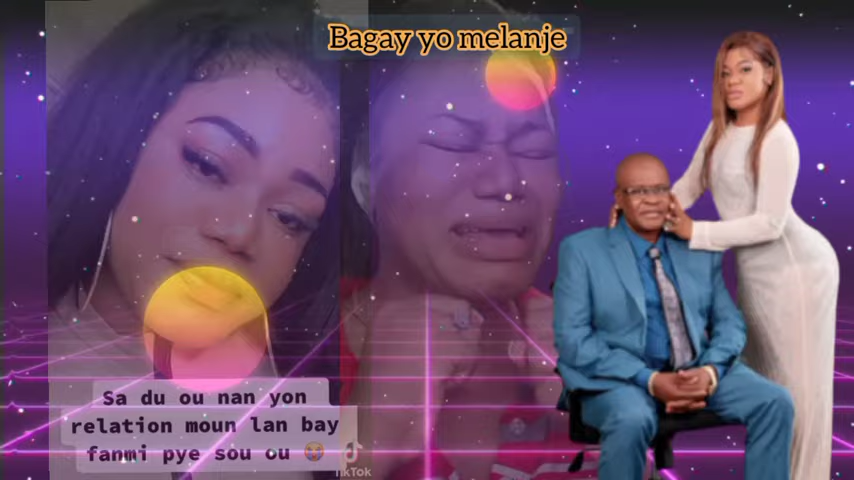 Bagay yo melanje
Sa du ou nan yon
relation moun lan bay
fanmi pye sou ou 😭
TikTok